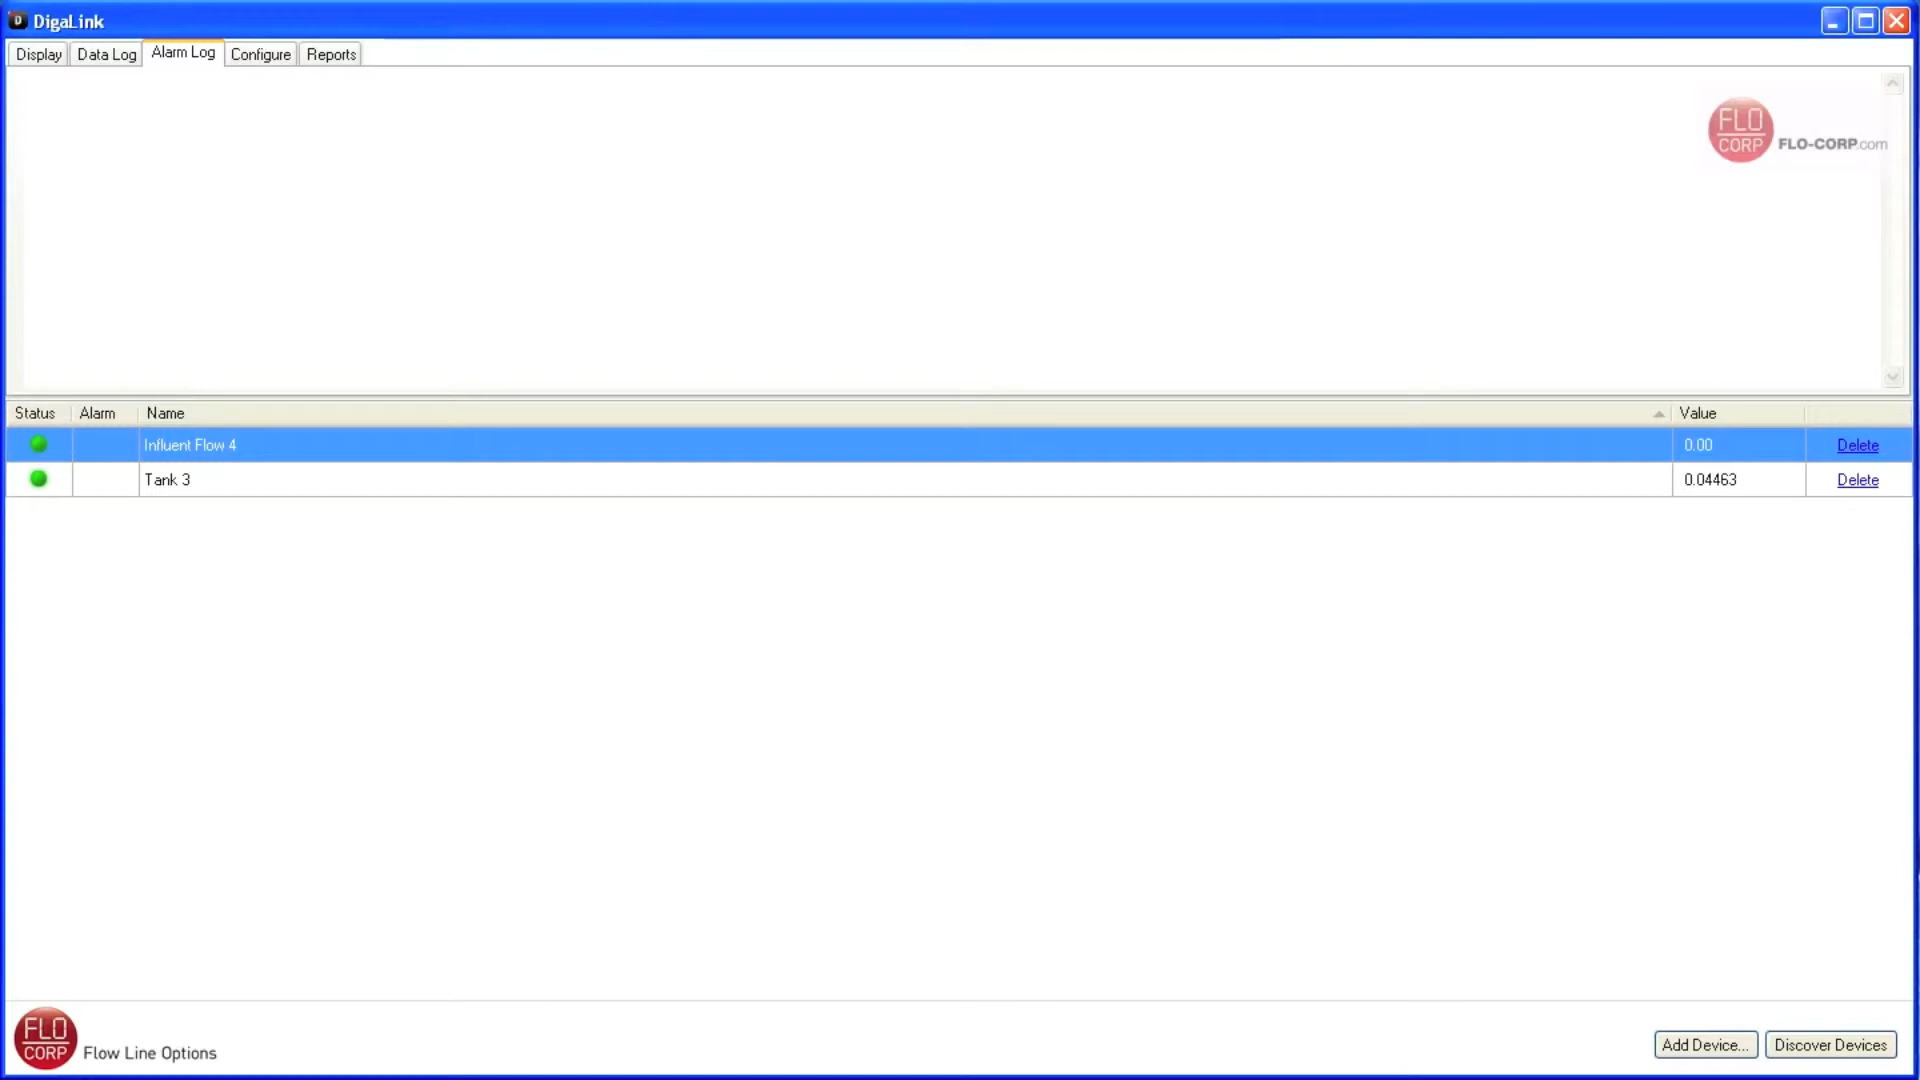 D DigaLink
Display Data Log Alarm Log Configure Reports
FLO CORP FLO-CORP.com
Status Alarm Name Value
Influent Flow 4 0.00 Delete
Tank 3 0.04463 Delete
FLO CORP Flow Line Options
Add Device... Discover Devices